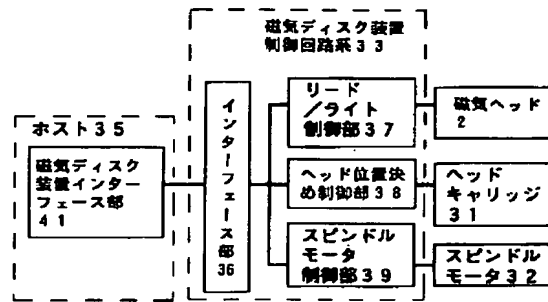 磁気ディスク装置
制御回路系33
ホスト35
磁気ディスク
装置インター
フェース部
41
インターフェース部
36
リード
／ライト
制御部37
ヘッド位置決
め制御部38
スピンドル
モータ
制御部39
磁気ヘッド
2
ヘッド
キャリッジ
31
スピンドル
モータ32